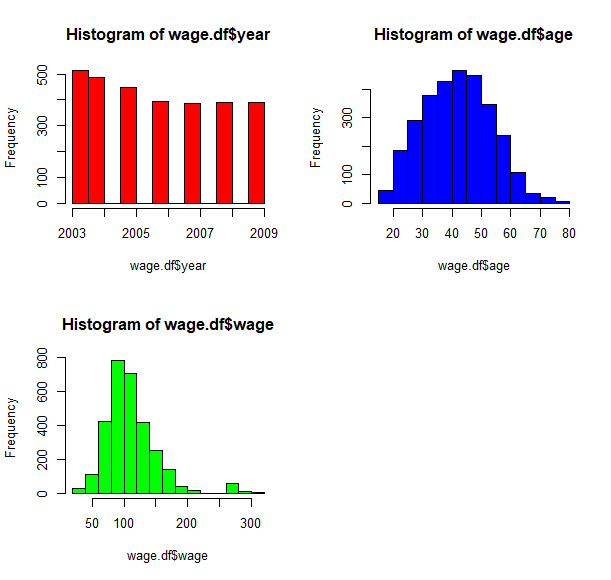 Histogram of wage.df$year
Frequency
0 100 300 500
2003 2005 2007 2009
wage.df$year
Histogram of wage.df$age
Frequency
0 100 300
20 30 40 50 60 70 80
wage.df$age
Histogram of wage.df$wage
Frequency
0 200 400 600 800
50 100 200 300
wage.df$wage